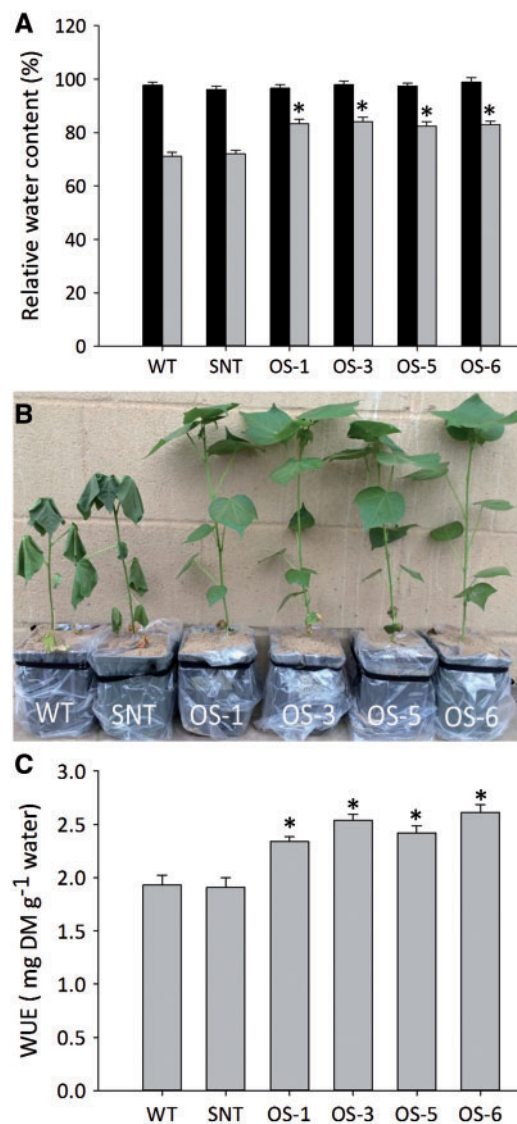 A
Relative water content (%)
120
100
80
60
40
20
0
* * * *
WT SNT OS-1 OS-3 OS-5 OS-6
B
WT SNT OS-1 OS-3 OS-5 OS-6
C
WUE ( mg DM g⁻¹ water)
3.0
2.5
2.0
1.5
1.0
0.5
0.0
* * * *
WT SNT OS-1 OS-3 OS-5 OS-6